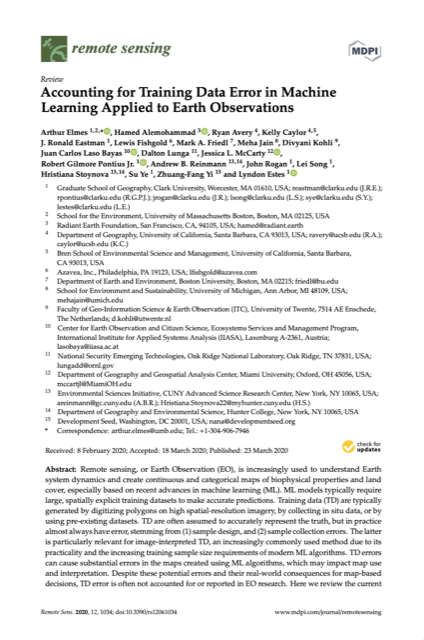 remote sensing
MDPI
Review
Accounting for Training Data Error in Machine
Learning Applied to Earth Observations
Arthur Elmes 1,2,*, Hamed Alemohammad 3, Ryan Avery 4, Kelly Caylor 4,5,
J. Ronald Eastman 1, Lewis Fishgold 6, Mark A. Friedl 7, Meha Jain 8, Divyani Kohli 9,
Juan Carlos Laso Bayas 10, Dalton Lunga 11, Jessica L. McCarty 12,
Robert Gilmore Pontius Jr. 1, Andrew B. Reinmann 13,14, John Rogan 1, Lei Song 1,
Hristiana Stoynova 13,14, Su Ye 1, Zhuang-Fang Yi 15 and Lyndon Estes 1
1 Graduate School of Geography, Clark University, Worcester, MA 01610, USA; reastman@clarku.edu (J.R.E.);
rpontius@clarku.edu (R.G.P.J.); jrogan@clarku.edu (J.R.); lsong@clarku.edu (L.S.); sye@clarku.edu (S.Y.);
lestes@clarku.edu (L.E.)
2 School for the Environment, University of Massachusetts Boston, Boston, MA 02125, USA
3 Radiant Earth Foundation, San Francisco, CA, 94105, USA; hamed@radiant.earth
4 Department of Geography, University of California, Santa Barbara, CA 93013, USA; ravery@ucsb.edu (R.A.);
caylor@ucsb.edu (K.C.)
5 Bren School of Environmental Science and Management, University of California, Santa Barbara,
CA 93013, USA
6 Azavea, Inc., Philadelphia, PA 19123, USA; lfishgold@azavea.com
7 Department of Earth and Environment, Boston University, Boston, MA 02215; friedl@bu.edu
8 School for Environment and Sustainability, University of Michigan, Ann Arbor, MI 48109, USA;
mehajain@umich.edu
9 Faculty of Geo-Information Science & Earth Observation (ITC), University of Twente, 7514 AE Enschede,
The Netherlands; d.kohli@utwente.nl
10 Center for Earth Observation and Citizen Science, Ecosystems Services and Management Program,
International Institute for Applied Systems Analysis (IIASA), Laxenburg A-2361, Austria;
lasobaya@iiasa.ac.at
11 National Security Emerging Technologies, Oak Ridge National Laboratory, Oak Ridge, TN 37831, USA;
lungadd@ornl.gov
12 Department of Geography and Geospatial Analysis Center, Miami University, Oxford, OH 45056, USA;
mccartjl@MiamiOH.edu
13 Environmental Sciences Initiative, CUNY Advanced Science Research Center, New York, NY 10065, USA;
areinmann@gc.cuny.edu (A.B.R.); Hristiana.Stoynova22@myhunter.cuny.edu (H.S.)
14 Department of Geography and Environmental Science, Hunter College, New York, NY 10065, USA
15 Development Seed, Washington, DC 20001, USA; nana@developmentseed.org
* Correspondence: arthur.elmes@umb.edu; Tel.: +1-304-906-7946
Received: 8 February 2020; Accepted: 18 March 2020; Published: 23 March 2020
check for
updates
Abstract: Remote sensing, or Earth Observation (EO), is increasingly used to understand Earth
system dynamics and create continuous and categorical maps of biophysical properties and land
cover, especially based on recent advances in machine learning (ML). ML models typically require
large, spatially explicit training datasets to make accurate predictions. Training data (TD) are typically
generated by digitizing polygons on high spatial-resolution imagery, by collecting in situ data, or by
using pre-existing datasets. TD are often assumed to accurately represent the truth, but in practice
almost always have error, stemming from (1) sample design, and (2) sample collection errors. The latter
is particularly relevant for image-interpreted TD, an increasingly commonly used method due to its
practicality and the increasing training sample size requirements of modern ML algorithms. TD errors
can cause substantial errors in the maps created using ML algorithms, which may impact map use
and interpretation. Despite these potential errors and their real-world consequences for map-based
decisions, TD error is often not accounted for or reported in EO research. Here we review the current
Remote Sens. 2020, 12, 1034; doi:10.3390/rs12061034
www.mdpi.com/journal/remotesensing